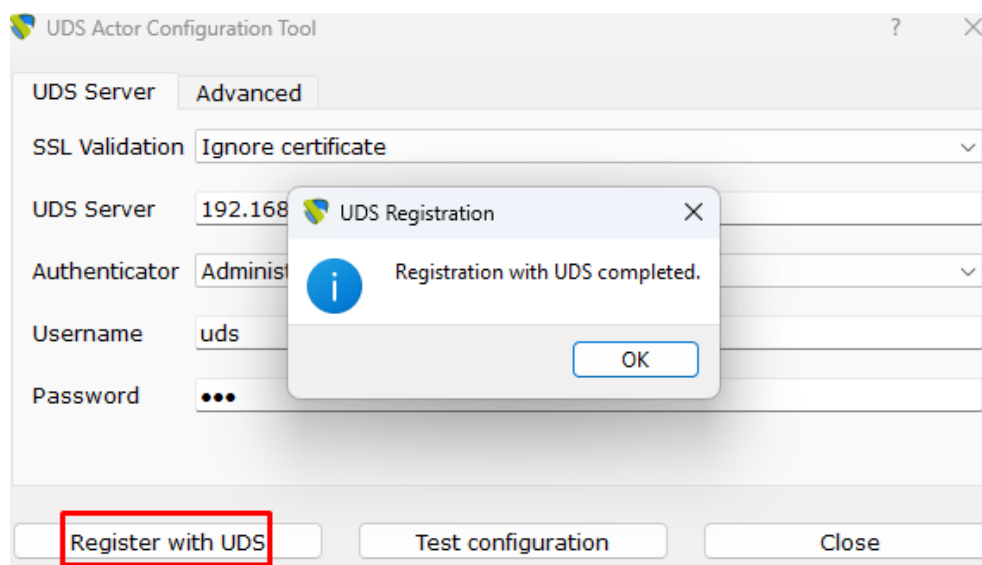 UDS Actor Configuration Tool
UDS Server Advanced
SSL Validation Ignore certificate
UDS Server 192.168
UDS Registration
Authenticator
Registration with UDS completed.
Username uds
OK
Password •••
Register with UDS Test configuration Close